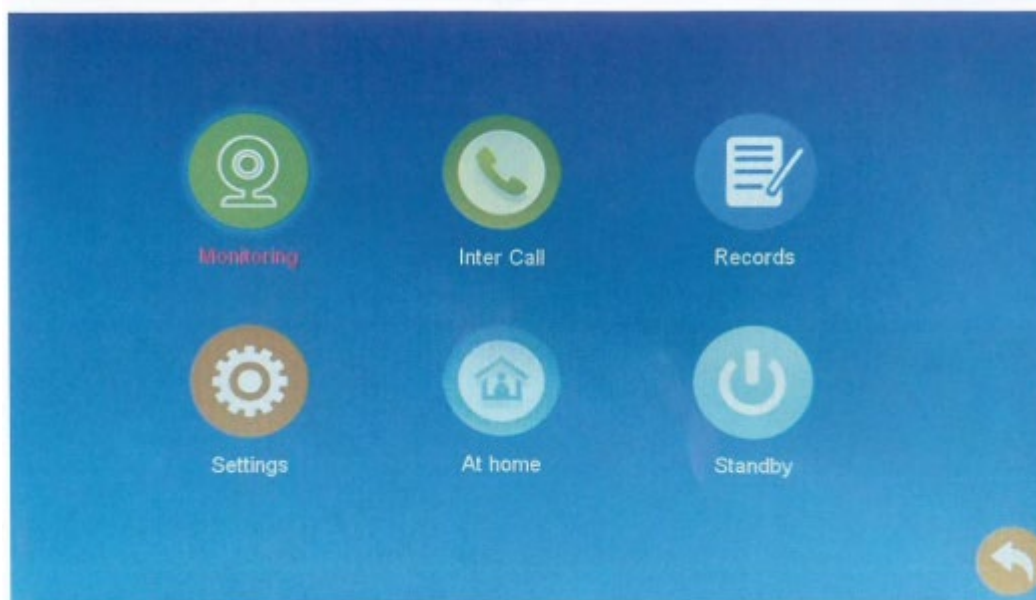 Monitoring
Inter Call
Records
Settings
At home
Standby